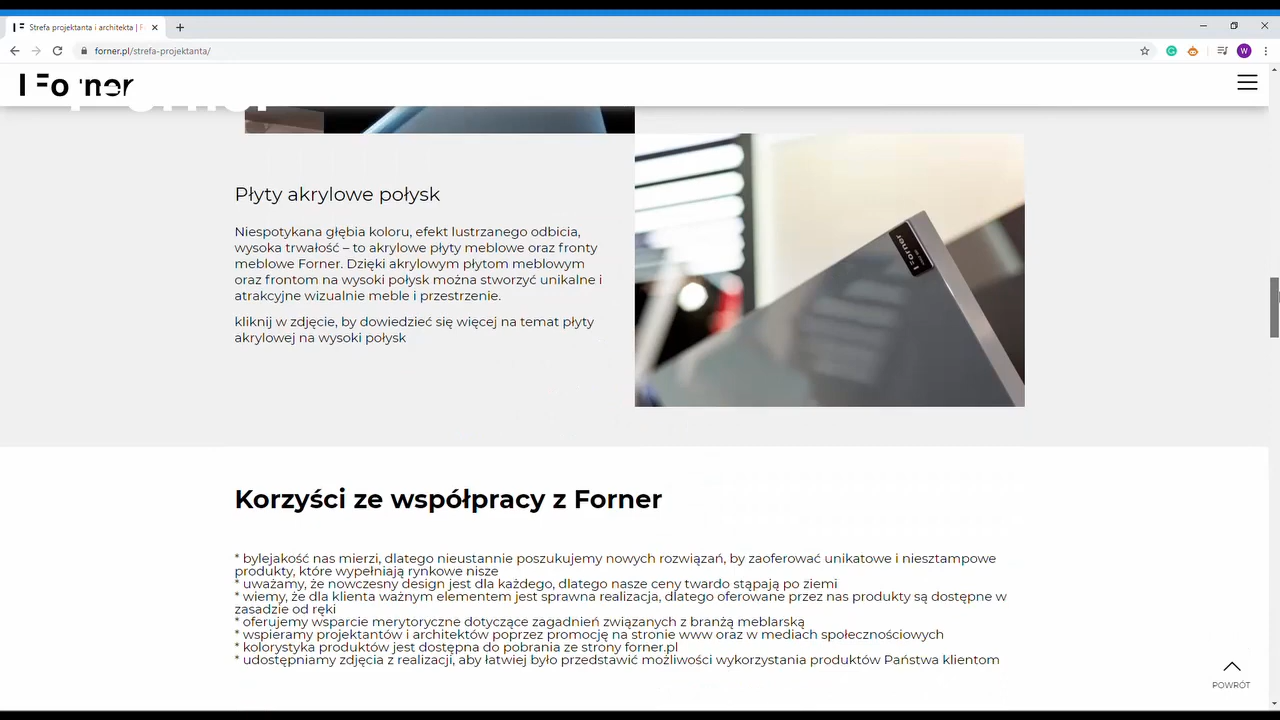 Strefa projektanta i architekta | F
forner.pl/strefa-projektanta/
W
Forner
Forner
Płyty akrylowe połysk
Niespotykana głębia koloru, efekt lustrzanego odbicia,
wysoka trwałość – to akrylowe płyty meblowe oraz fronty
meblowe Forner. Dzięki akrylowym płytom meblowym
oraz frontom na wysoki połysk można stworzyć unikalne i
atrakcyjne wizualnie meble i przestrzenie.
kliknij w zdjęcie, by dowiedzieć się więcej na temat płyty
akrylowej na wysoki połysk
Forner
Korzyści ze współpracy z Forner
* bylejakość nas mierzi, dlatego nieustannie poszukujemy nowych rozwiązań, by zaoferować unikatowe i niesztampowe
produkty, które wypełniają rynkowe nisze
* uważamy, że nowczesny design jest dla każdego, dlatego nasze ceny twardo stąpają po ziemi
* wiemy, że dla klienta ważnym elementem jest sprawna realizacja, dlatego oferowane przez nas produkty są dostępne w
zasadzie od ręki
* oferujemy wsparcie merytoryczne dotyczące zagadnień związanych z branżą meblarską
* wspieramy projektantów i architektów poprzez promocję na stronie www oraz w mediach społecznościowych
* kolorystyka produktów jest dostępna do pobrania ze strony forner.pl
* udostępniamy zdjęcia z realizacji, aby łatwiej było przedstawić możliwości wykorzystania produktów Państwa klientom
POWRÓT